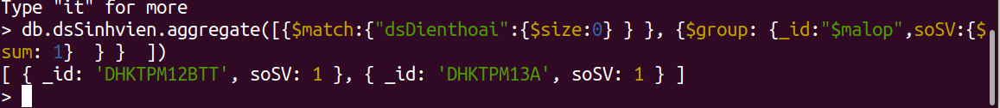 Type "it" for more
> db.dsSinhvien.aggregate([{$match:{"dsDienthoai":{$size:0} } }, {$group: {_id:"$malop",soSV:{$
sum: 1}  } }  ])
[ { _id: 'DHKTPM12BTT', soSV: 1 }, { _id: 'DHKTPM13A', soSV: 1 } ]
>